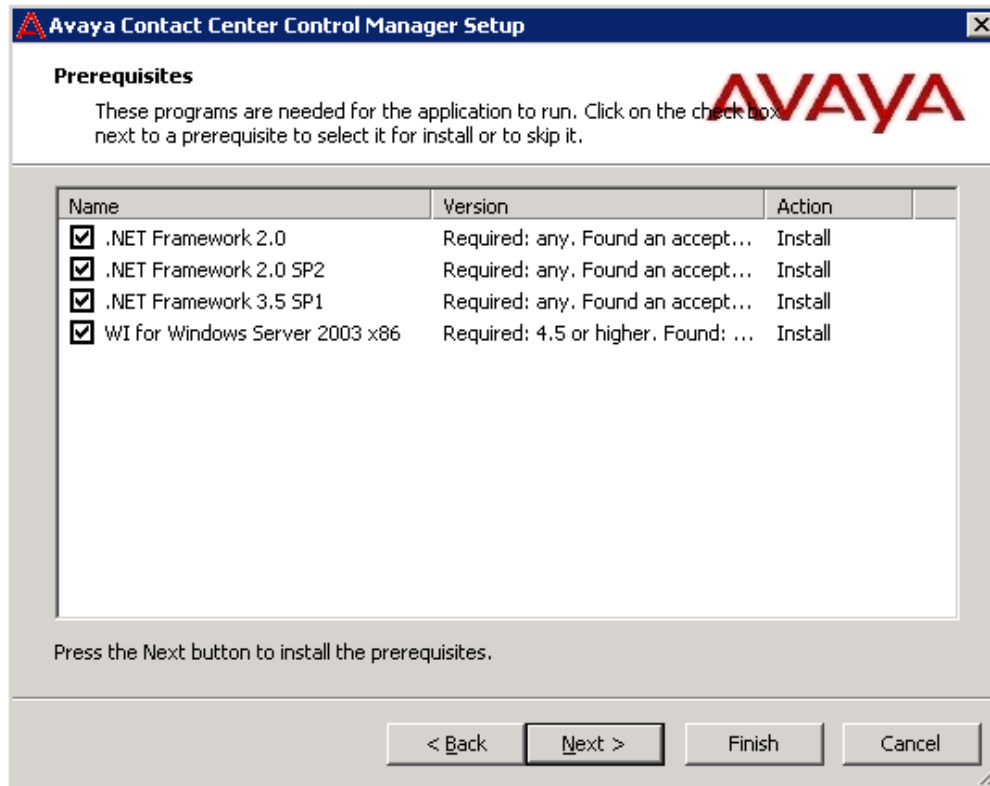 Avaya Contact Center Control Manager Setup
Prerequisites
These programs are needed for the application to run. Click on the check box
next to a prerequisite to select it for install or to skip it.
AVAYA
Name Version Action
.NET Framework 2.0 Required: any. Found an accept... Install
.NET Framework 2.0 SP2 Required: any. Found an accept... Install
.NET Framework 3.5 SP1 Required: any. Found an accept... Install
WI for Windows Server 2003 x86 Required: 4.5 or higher. Found: ... Install
Press the Next button to install the prerequisites.
< Back Next > Finish Cancel